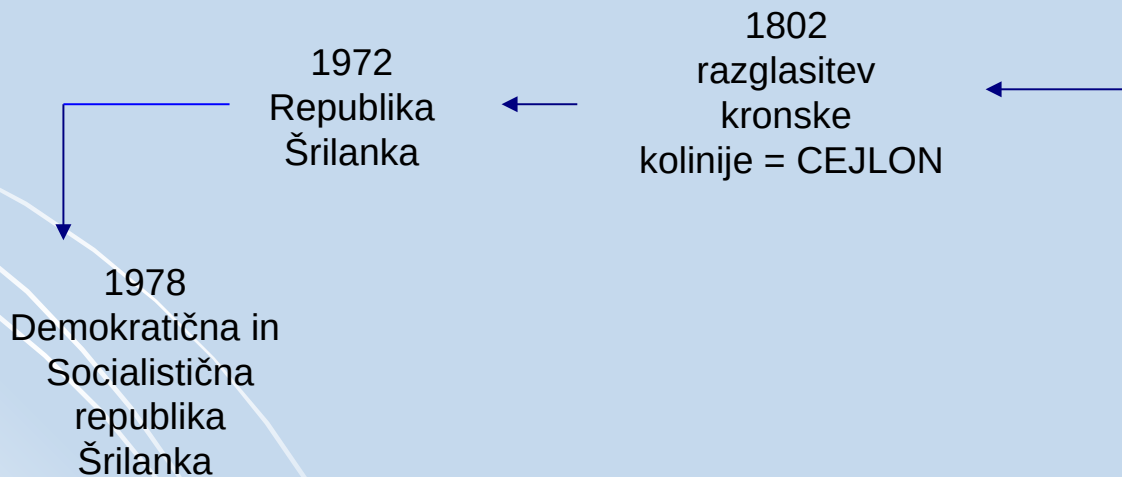 1802
razglasitev
kronske
kolinije = CEJLON
1972
Republika
Šrilanka
1978
Demokratična in
Socialistična
republika
Šrilanka